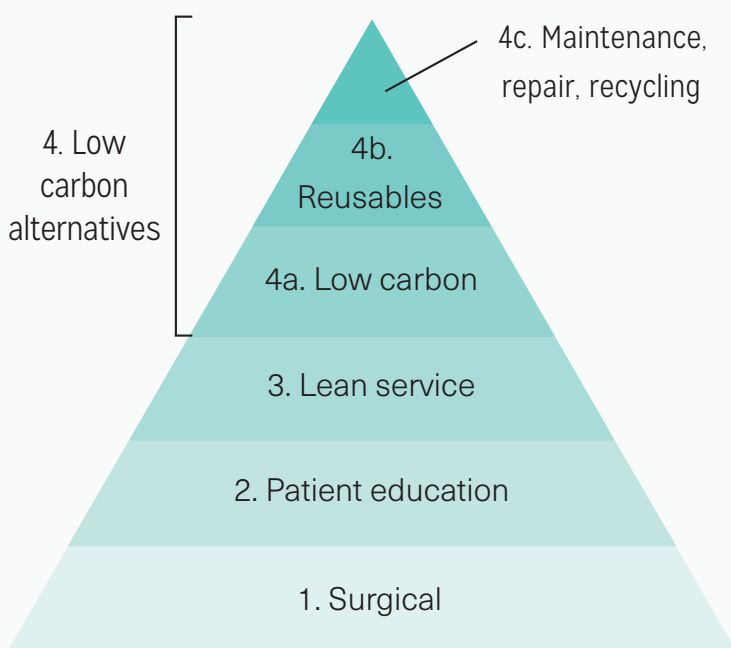 4c. Maintenance,
repair, recycling
4. Low
carbon
alternatives
4b.
Reusables
4a. Low carbon
3. Lean service
2. Patient education
1. Surgical